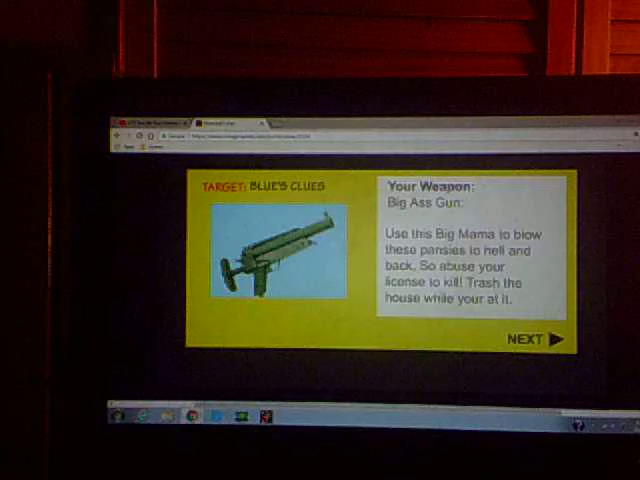 TARGET: BLUE'S CLUES
Your Weapon:
Big Ass Gun:
Use this Big Mama to blow
these pansies to hell and
back. So abuse your
license to kill! Trash the
house while your at it.
NEXT